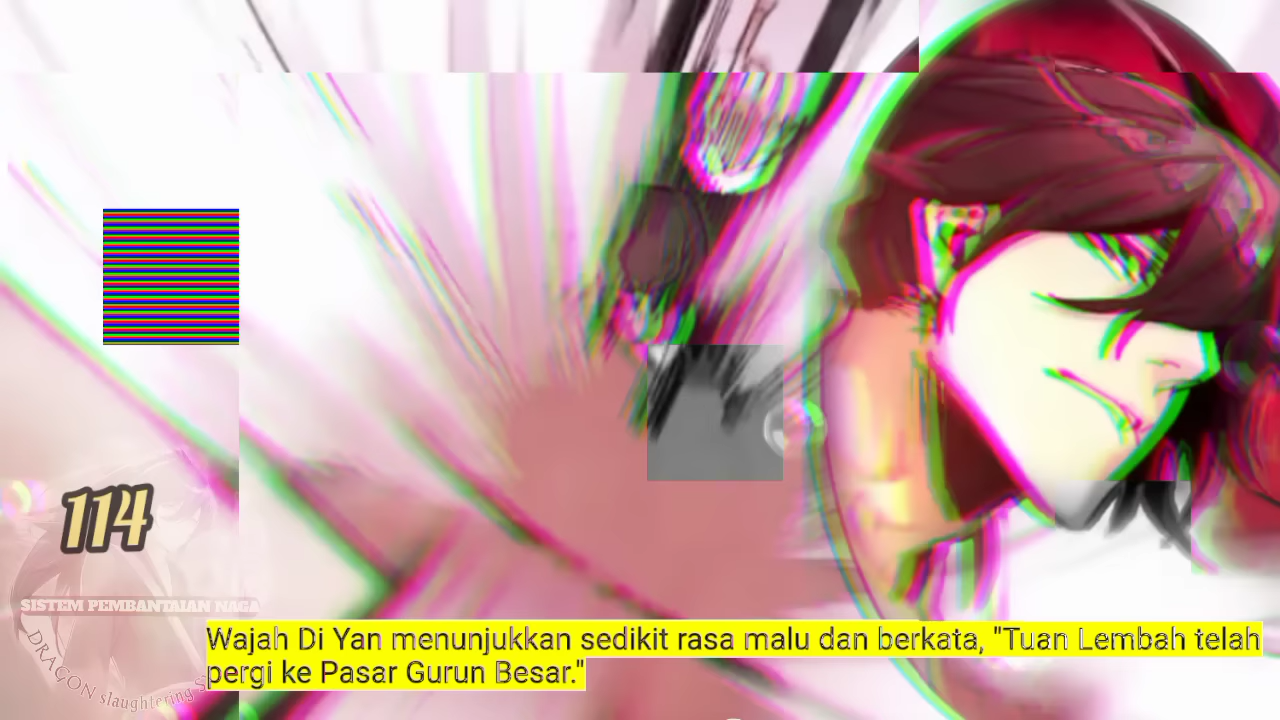 114
SISTEM PEMBANTAIAN NAGA
DRAGON slaughtering S
Wajah Di Yan menunjukkan sedikit rasa malu dan berkata, "Tuan Lembah telah
pergi ke Pasar Gurun Besar."